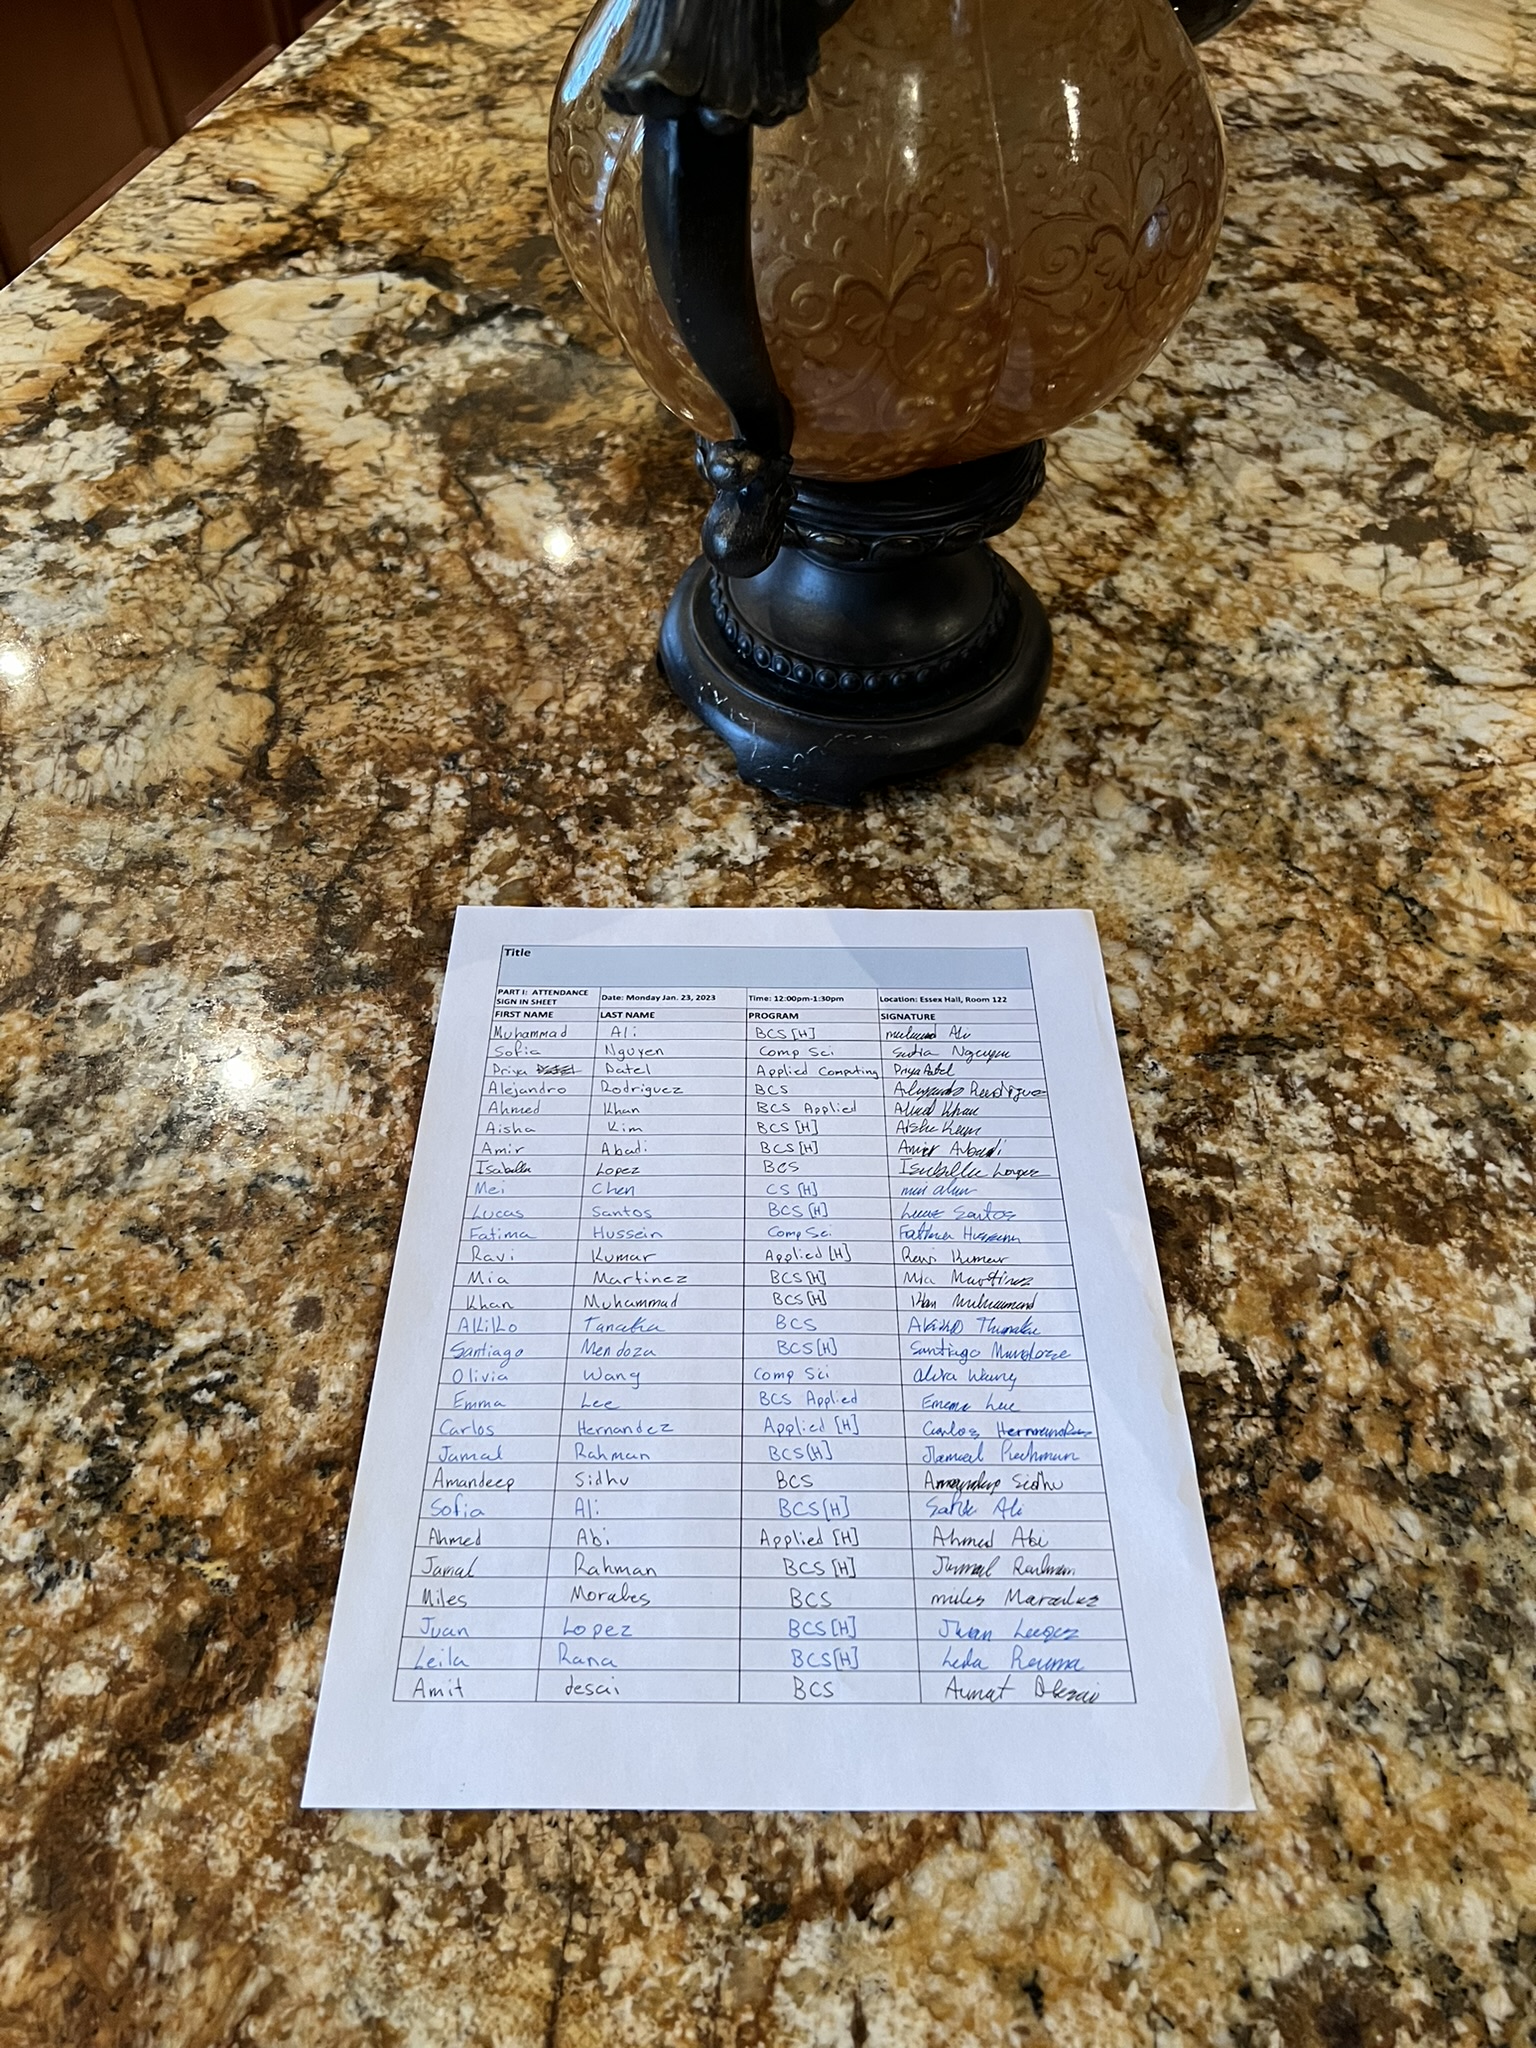 Title
PART I: ATTENDANCE SIGN IN SHEET Date: Monday Jan. 23, 2023 Time: 12:00pm-1:30pm Location: Essex Hall, Room 122
FIRST NAME LAST NAME PROGRAM SIGNATURE
Muhammad Ali BCS [H] Ali
Sofia Nguyen Comp Sci Sofia Nguyen
Priya Patel Applied Computing Priya Patel
Alejandro Rodriguez BCS Alejandro Rodriguez
Ahmed Khan BCS Applied Ahmed Khan
Aisha Kim BCS [H] Aisha Kim
Amir Abadi BCS [H] Amir Abadi
Isabella Lopez BCS Isabella Lopez
Mei Chen CS [H] mei chen
Lucas Santos BCS [H] Lucas Santos
Fatima Hussein Comp Sci Fatima Hussein
Ravi Kumar Applied [H] Ravi Kumar
Mia Martinez BCS [H] Mia Martinez
Khan Muhammad BCS [H] Khan Muhammad
Akiko Tanaka BCS Akiko Tanaka
Santiago Mendoza BCS [H] Santiago Mendoza
Olivia Wang Comp Sci Olivia Wang
Emma Lee BCS Applied Emma Lee
Carlos Hernandez Applied [H] Carlos Hernandez
Jamal Rahman BCS [H] Jamal Rahman
Amandeep Sidhu BCS Amandeep Sidhu
Sofia Ali BCS [H] Ali
Ahmed Abi Applied [H] Ahmed Abi
Jamal Rahman BCS [H] Jamal Rahman
Miles Morales BCS miles Morales
Juan Lopez BCS [H] Juan Lopez
Leila Rana BCS [H] Leila Rana
Amit desai BCS Amit Desai